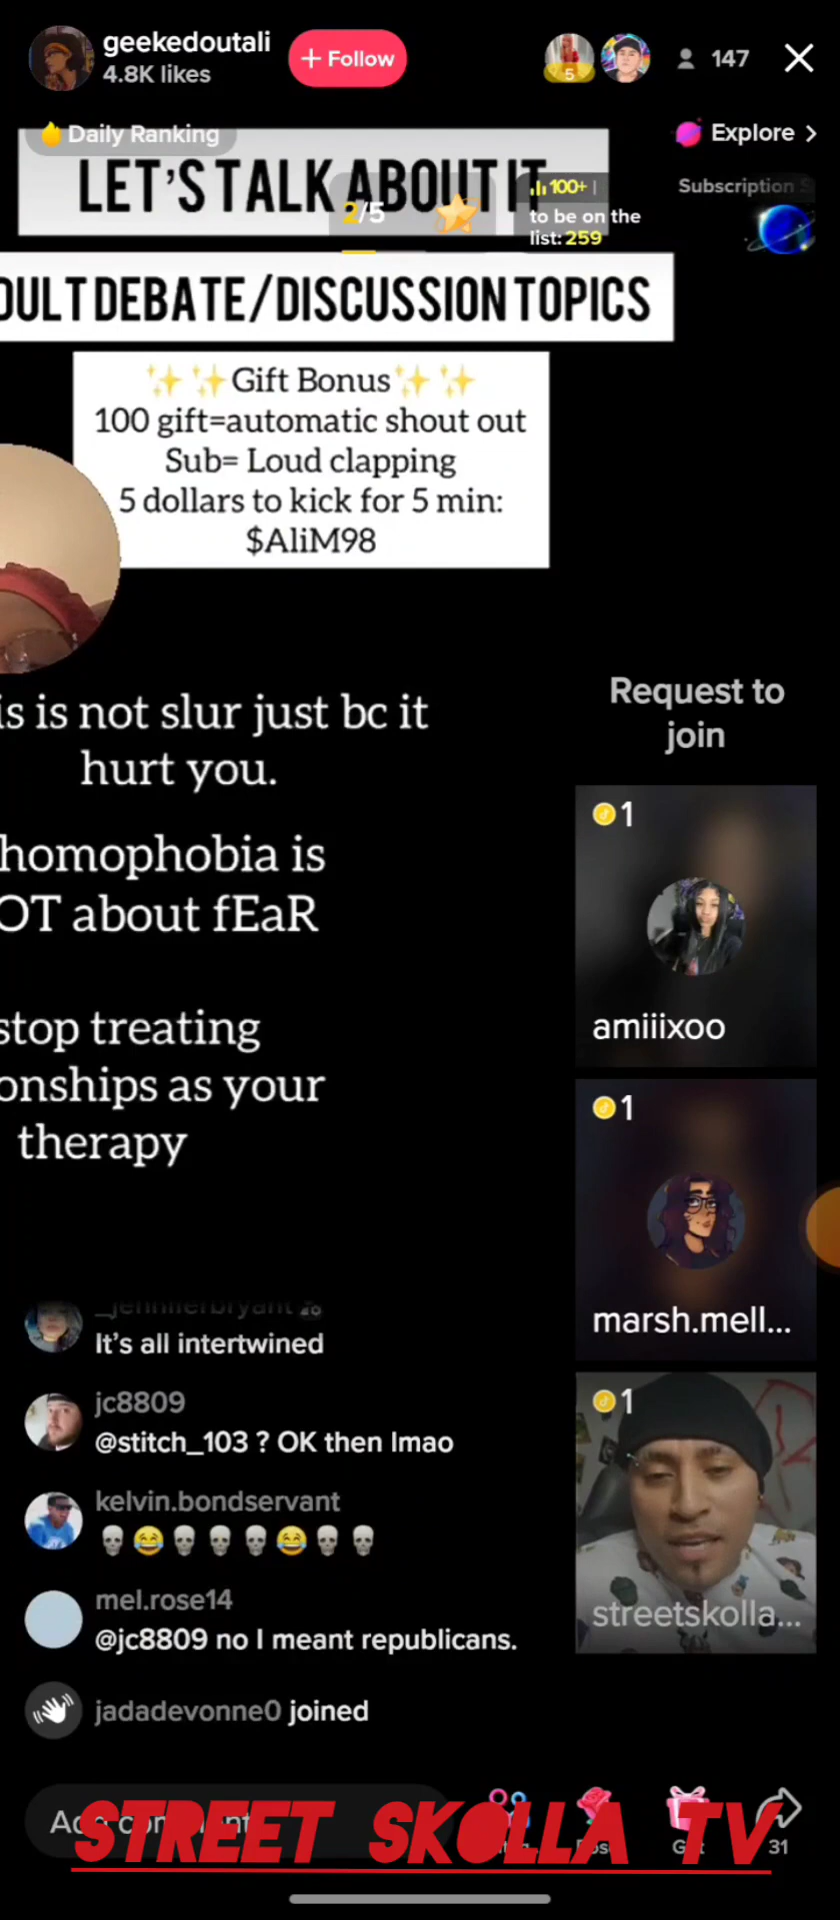 geekedoutali
4.8K likes
+ Follow
5
147
Daily Ranking
Explore >
LET'S TALK ABOUT IT
2/5
100+ |
to be on the
list: 259
Subscription
DULT DEBATE/DISCUSSION TOPICS
✨ ✨ Gift Bonus ✨ ✨
100 gift=automatic shout out
Sub= Loud clapping
5 dollars to kick for 5 min:
$AliM98
is is not slur just bc it
hurt you.
homophobia is
OT about fEaR
stop treating
onships as your
therapy
Request to
join
1
amiiixoo
1
marsh.mell...
1
streetskolla...
_jenniferbryant
It's all intertwined
jc8809
@stitch_103 ? OK then lmao
kelvin.bondservant
💀😂💀💀💀😂💀💀
mel.rose14
@jc8809 no I meant republicans.
jadadevonne0 joined
STREET SKOLLA TV
31